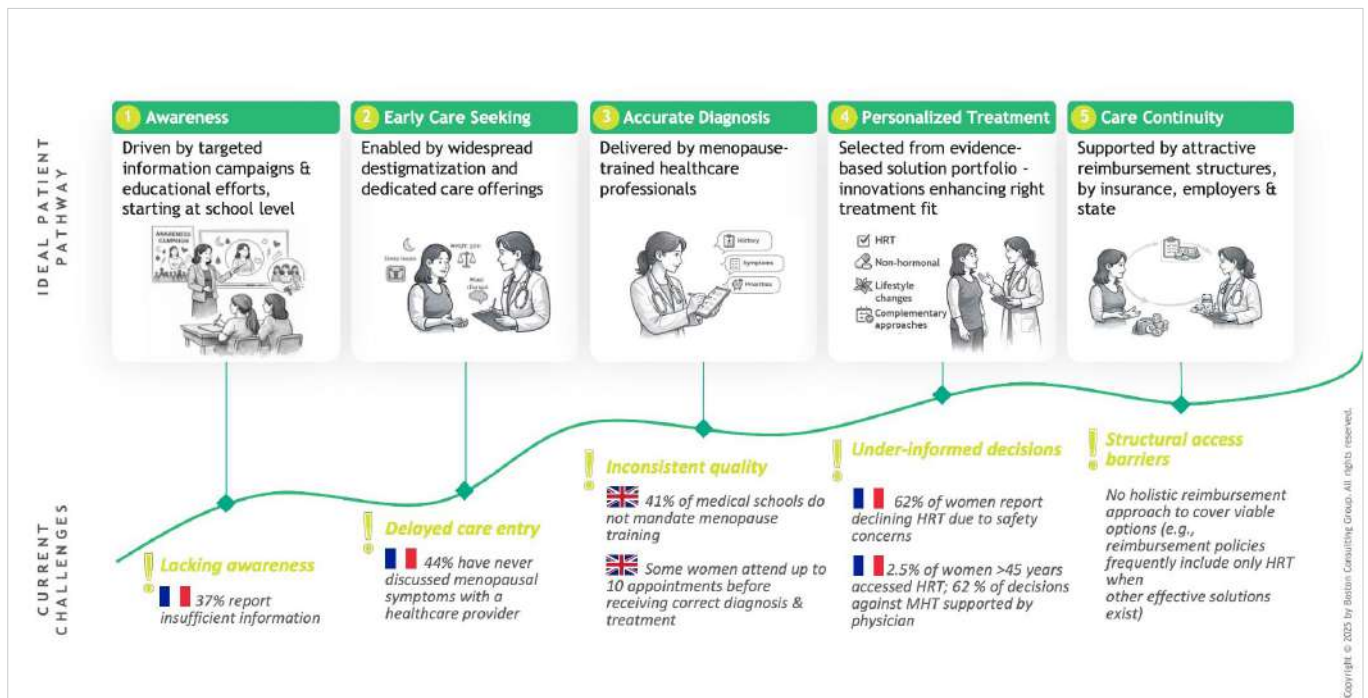 IDEAL PATIENT
PATHWAY
1 Awareness
Driven by targeted
information campaigns &
educational efforts,
starting at school level
AWARENESS
CAMPAIGN
2 Early Care Seeking
Enabled by widespread
destigmatization and
dedicated care offerings
Weight gain
Sleep issues
Mood
changes
3 Accurate Diagnosis
Delivered by menopause-
trained healthcare
professionals
History
Symptoms
Priorities
4 Personalized Treatment
Selected from evidence-
based solution portfolio -
innovations enhancing right
treatment fit
HRT
Non-hormonal
Lifestyle
changes
Complementary
approaches
5 Care Continuity
Supported by attractive
reimbursement structures,
by insurance, employers &
state
CURRENT
CHALLENGES
! Lacking awareness
37% report
insufficient information
! Delayed care entry
44% have never
discussed menopausal
symptoms with a
healthcare provider
! Inconsistent quality
41% of medical schools do
not mandate menopause
training
Some women attend up to
10 appointments before
receiving correct diagnosis &
treatment
! Under-informed decisions
62% of women report
declining HRT due to safety
concerns
2.5% of women >45 years
accessed HRT; 62 % of decisions
against MHT supported by
physician
! Structural access
barriers
No holistic reimbursement
approach to cover viable
options (e.g.,
reimbursement policies
frequently include only HRT
when
other effective solutions
exist)
Copyright © 2025 by Boston Consulting Group. All rights reserved.